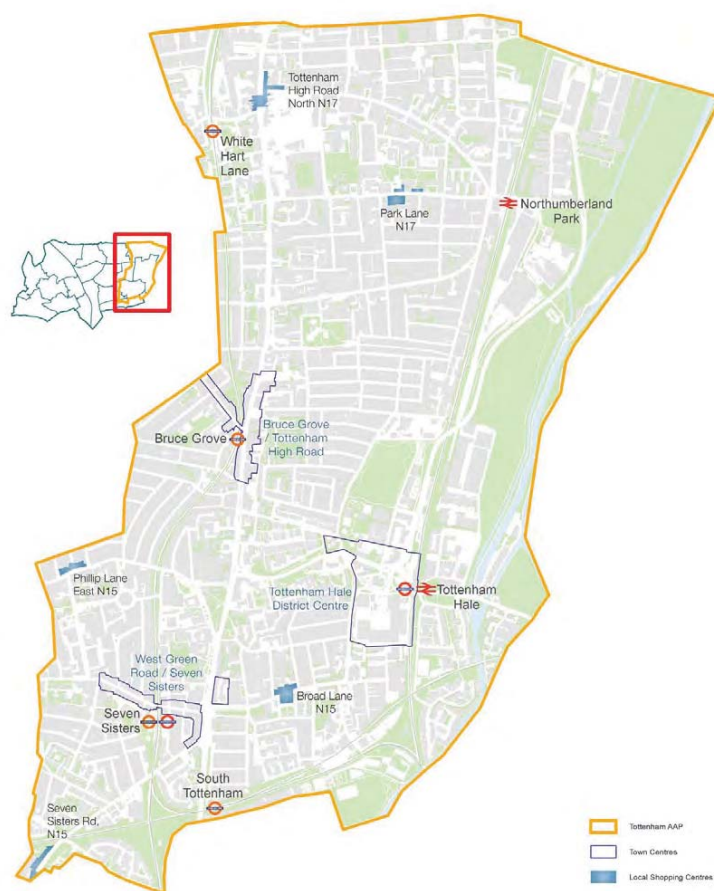 Tottenham
High Road
North N17
White
Hart
Lane
Park Lane
N17
Northumberland
Park
Bruce Grove
Bruce Grove
/ Tottenham
High Road
Phillip Lane
East N15
Tottenham Hale
District Centre
Tottenham
Hale
West Green
Road / Seven
Sisters
Seven
Sisters
Broad Lane
N15
South
Tottenham
Seven
Sisters Rd,
N15
Tottenham AAP
Town Centres
Local Shopping Centres